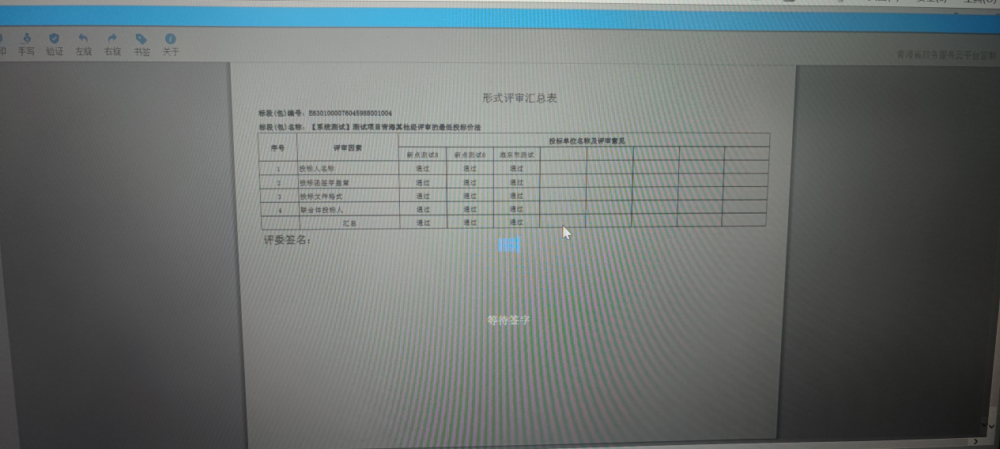 手写 验证 左旋 右旋 书签 关于
青海省政务服务云平台定制
形式评审汇总表
标段(包)编号: E6301000076045988001004
标段(包)名称: 【系统测试】测试项目青海其他经评审的最低投标价法
序号 评审因素 投标单位名称及评审意见
新点测试8 新点测试6 海东市测试
1 投标人名称 通过 通过 通过
2 投标函签字盖章 通过 通过 通过
3 投标文件格式 通过 通过 通过
4 联合体投标人 通过 通过 通过
汇总 通过 通过 通过
评委签名:
等待签字